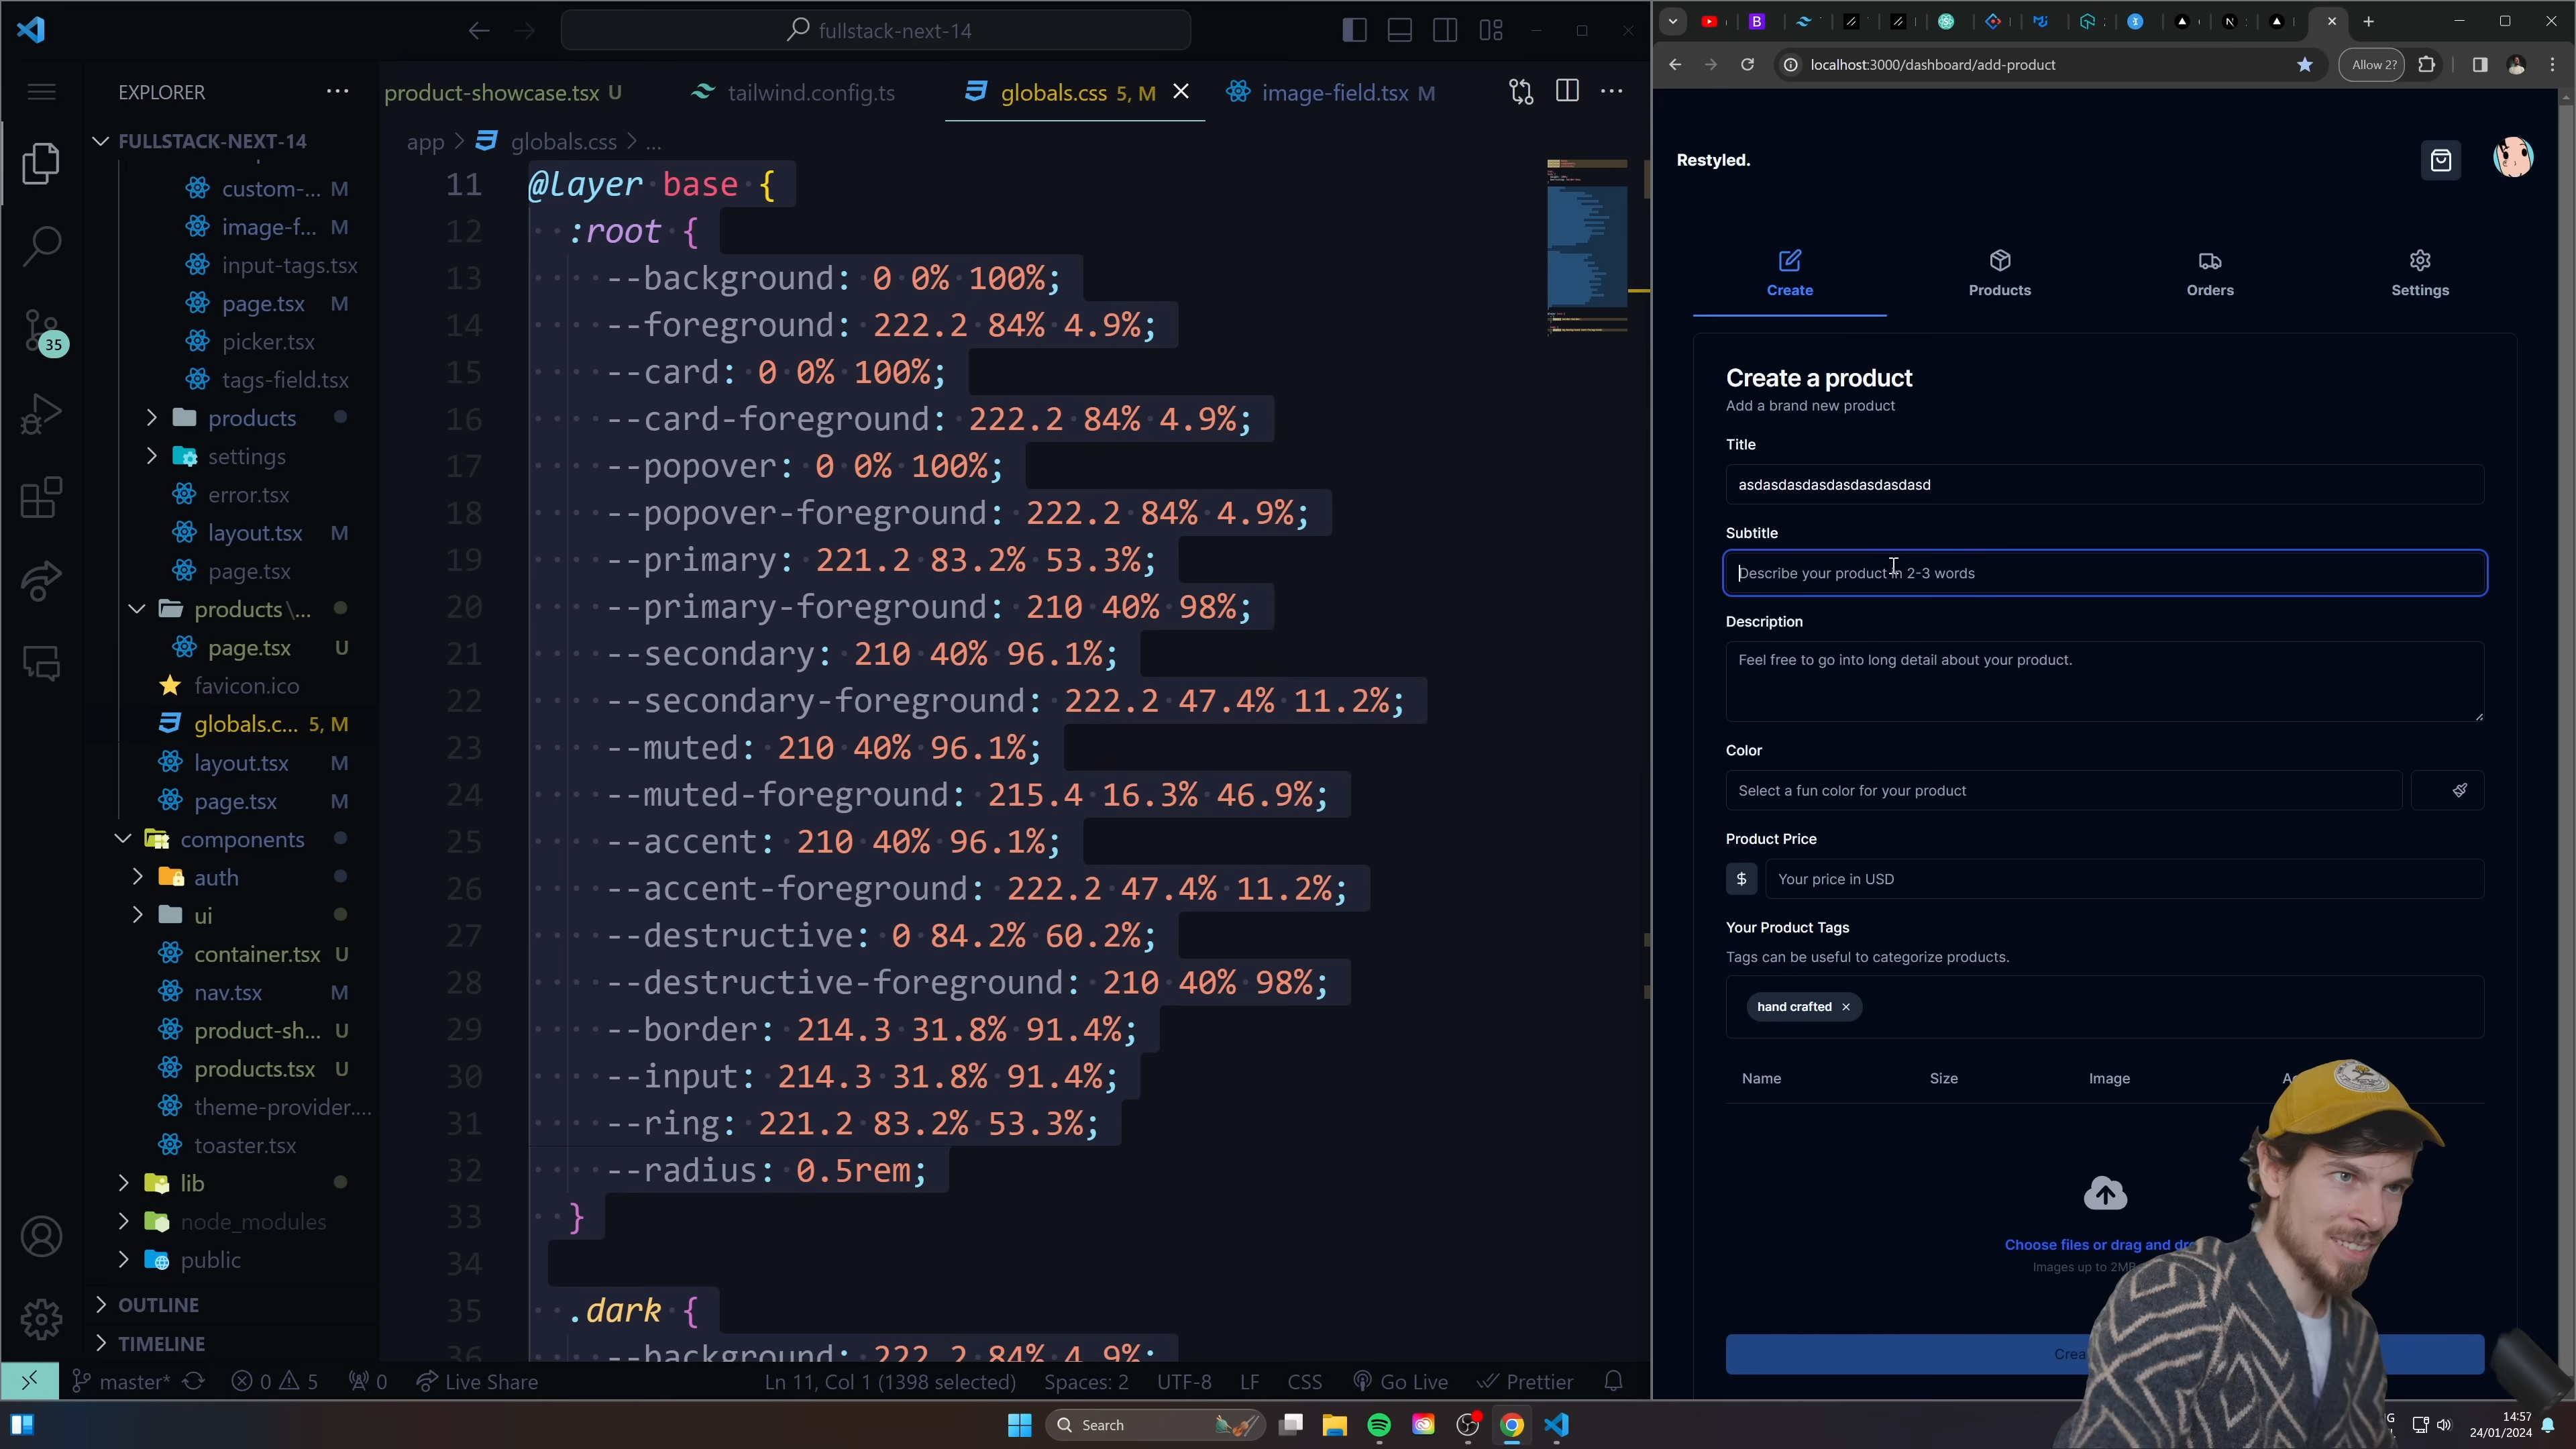 fullstack-next-14
EXPLORER
FULLSTACK-NEXT-14
custom-... M
image-f... M
input-tags.tsx
page.tsx M
picker.tsx
tags-field.tsx
products
settings
error.tsx
layout.tsx M
page.tsx
products\...
page.tsx U
favicon.ico
globals.c... 5, M
layout.tsx M
page.tsx M
components
auth
ui
container.tsx U
nav.tsx M
product-sh... U
products.tsx U
theme-provider....
toaster.tsx
lib
node_modules
public
OUTLINE
TIMELINE
35
product-showcase.tsx U
tailwind.config.ts
globals.css 5, M
image-field.tsx M
app > globals.css > ...
11 @layer base {
12 :root {
13 --background: 0 0% 100%;
14 --foreground: 222.2 84% 4.9%;
15 --card: 0 0% 100%;
16 --card-foreground: 222.2 84% 4.9%;
17 --popover: 0 0% 100%;
18 --popover-foreground: 222.2 84% 4.9%;
19 --primary: 221.2 83.2% 53.3%;
20 --primary-foreground: 210 40% 98%;
21 --secondary: 210 40% 96.1%;
22 --secondary-foreground: 222.2 47.4% 11.2%;
23 --muted: 210 40% 96.1%;
24 --muted-foreground: 215.4 16.3% 46.9%;
25 --accent: 210 40% 96.1%;
26 --accent-foreground: 222.2 47.4% 11.2%;
27 --destructive: 0 84.2% 60.2%;
28 --destructive-foreground: 210 40% 98%;
29 --border: 214.3 31.8% 91.4%;
30 --input: 214.3 31.8% 91.4%;
31 --ring: 221.2 83.2% 53.3%;
32 --radius: 0.5rem;
33 }
34
35 .dark {
36 --background: 222.2 84% 4.9%;
master* 0 5 0 Live Share
Ln 11, Col 1 (1398 selected) Spaces: 2 UTF-8 LF CSS Go Live Prettier
localhost:3000/dashboard/add-product
Allow 2?
Restyled.
Create
Products
Orders
Settings
Create a product
Add a brand new product
Title
asdasdasdasdasdasdasdasd
Subtitle
Describe your product in 2-3 words
Description
Feel free to go into long detail about your product.
Color
Select a fun color for your product
Product Price
$ Your price in USD
Your Product Tags
Tags can be useful to categorize products.
hand crafted ×
Name Size Image
Choose files or drag and
Images up to 2MB
Search
14:57
24/01/2024